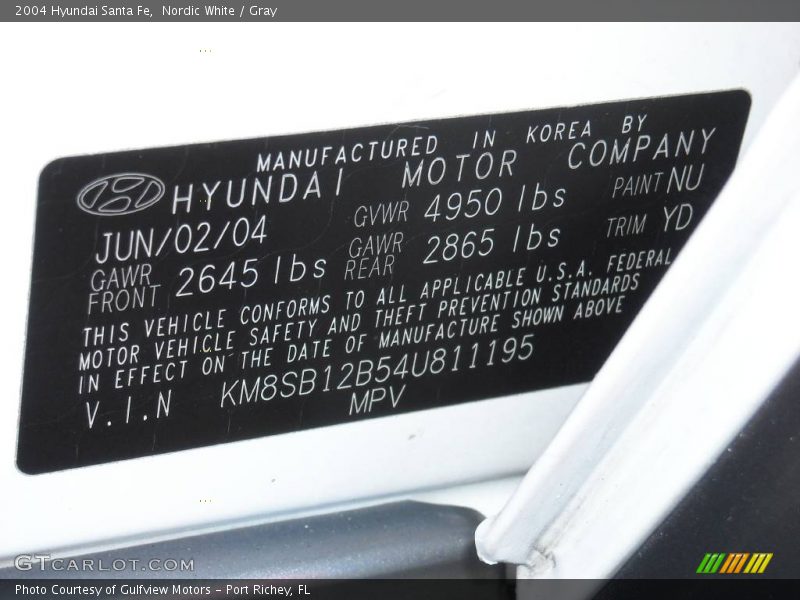 2004 Hyundai Santa Fe,  Nordic White / Gray
MANUFACTURED IN KOREA BY
HYUNDAI MOTOR COMPANY
JUN/02/04 GVWR 4950 lbs PAINT NU
GAWR FRONT 2645 lbs GAWR REAR 2865 lbs TRIM YD
THIS VEHICLE CONFORMS TO ALL APPLICABLE U.S.A. FEDERAL
MOTOR VEHICLE SAFETY AND THEFT PREVENTION STANDARDS
IN EFFECT ON THE DATE OF MANUFACTURE SHOWN ABOVE
V.I.N KM8SB12B54U811195
MPV
GTCARLOT.COM
Photo Courtesy of Gulfview Motors - Port Richey, FL